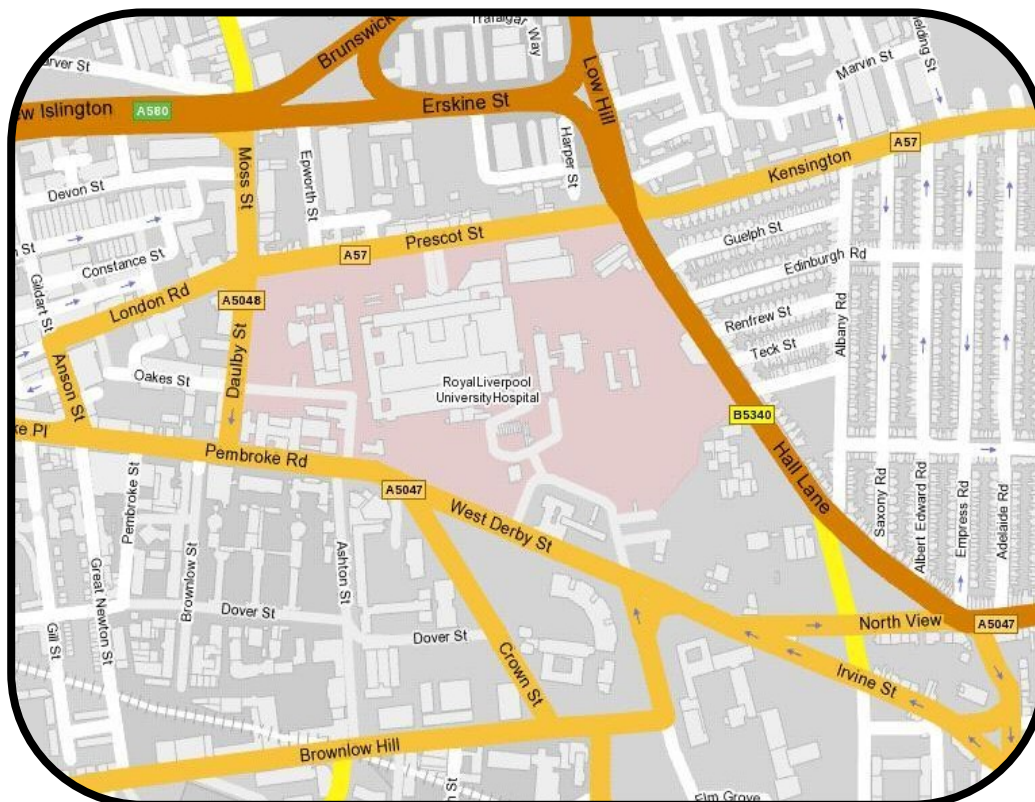 Trafalgar
Way
Brunswick
Low Hill
Marvin St
ielding St
arver St
ew Islington
A580
Erskine St
Harper St
Kensington
A57
Moss St
Epworth St
Devon St
Prescot St
A57
Guelph St
Edinburgh Rd
n St
Constance St
Gildart St
London Rd
A5048
Daulby St
Renfrew St
Teck St
Albany Rd
Oakes St
Anson St
Royal Liverpool
University Hospital
B5340
Hall Lane
ke Pl
Pembroke Rd
A5047
West Derby St
Pembroke St
Saxony Rd
Albert Edward Rd
Empress Rd
Adelaide Rd
Great Newton St
Brownlow St
Ashton St
Gill St
Dover St
Dover St
Crown St
North View
A5047
Irvine St
Brownlow Hill
n St
Elm Grove